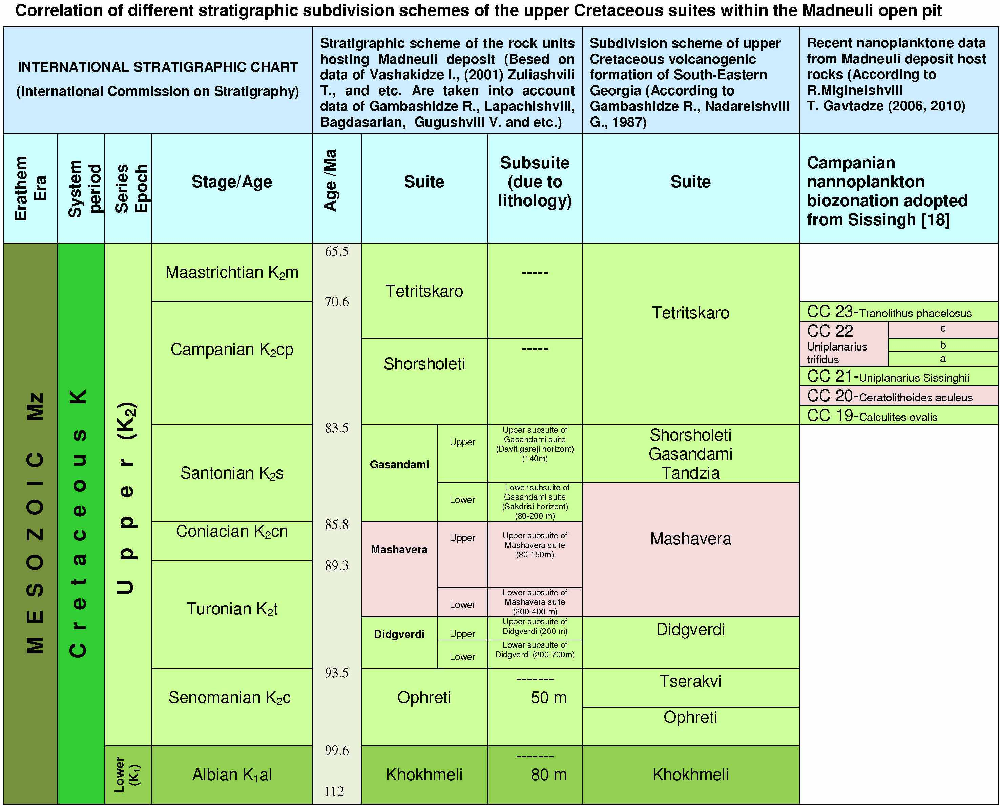 Correlation of different stratigraphic subdivision schemes of the upper Cretaceous suites within the Madneuli open pit
INTERNATIONAL STRATIGRAPHIC CHART
(International Commission on Stratigraphy)
Stratigraphic scheme of the rock units
hosting Madneuli deposit (Besed on
data of Vashakidze I., (2001) Zuliashvili
T., and etc. Are taken into account
data of Gambashidze R., Lapachishvili,
Bagdasarian, Gugushvili V. and etc.)
Subdivision scheme of upper
Cretaceous volcanogenic
formation of South-Eastern
Georgia (According to
Gambashidze R., Nadareishvili
G., 1987)
Recent nanoplanktone data
from Madneuli deposit host
rocks (According to
R.Migineishvili
T. Gavtadze (2006, 2010)
Erathem
Era
System
period
Series
Epoch
Stage/Age
Age /Ma
Suite
Subsuite
(due to
lithology)
Suite
Campanian
nannoplankton
biozonation adopted
from Sissingh [18]
MESOZOIC Mz
Cretaceous K
Upper (K₂)
Lower
(K₁)
Maastrichtian K₂m
Campanian K₂cp
Santonian K₂s
Coniacian K₂cn
Turonian K₂t
Senomanian K₂c
Albian K₁al
65.5
70.6
83.5
85.8
89.3
93.5
99.6
112
Tetritskaro
-----
Shorsholeti
-----
Gasandami
Upper
Upper subsuite of
Gasandami suite
(Davit gareji horizont)
(140m)
Lower
Lower subsuite of
Gasandami suite
(Sakdrisi horizont)
(80-200 m)
Mashavera
Upper
Upper subsuite of
Mashavera suite
(80-150m)
Lower
Lower subsuite of
Mashavera suite
(200-400 m)
Didgverdi
Upper
Upper subsuite of
Didgverdi (200 m)
Lower
Lower subsuite of
Didgverdi (200-700m)
Ophreti
-------
50 m
Khokhmeli
-------
80 m
Tetritskaro
Shorsholeti
Gasandami
Tandzia
Mashavera
Didgverdi
Tserakvi
Ophreti
Khokhmeli
CC 23-Tranolithus phacelosus
CC 22
Uniplanarius
trifidus
c
b
a
CC 21-Uniplanarius Sissinghii
CC 20-Ceratolithoides aculeus
CC 19-Calculites ovalis